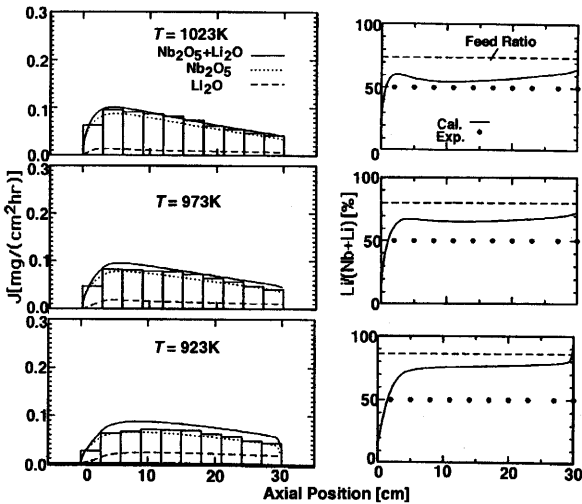 0.3
T = 1023K
Nb2O5+Li2O
0.2
Nb2O5
Li2O
0.1
0.0
100
Feed Ratio
50
Cal.
Exp.
0
0.3
T = 973K
0.2
0.1
0.0
J[mg/(cm²hr)]
100
50
0
Li/(Nb+Li) [%]
0.3
T = 923K
0.2
0.1
0.0
0 10 20 30
100
50
0
0 10 20 30
Axial Position [cm]